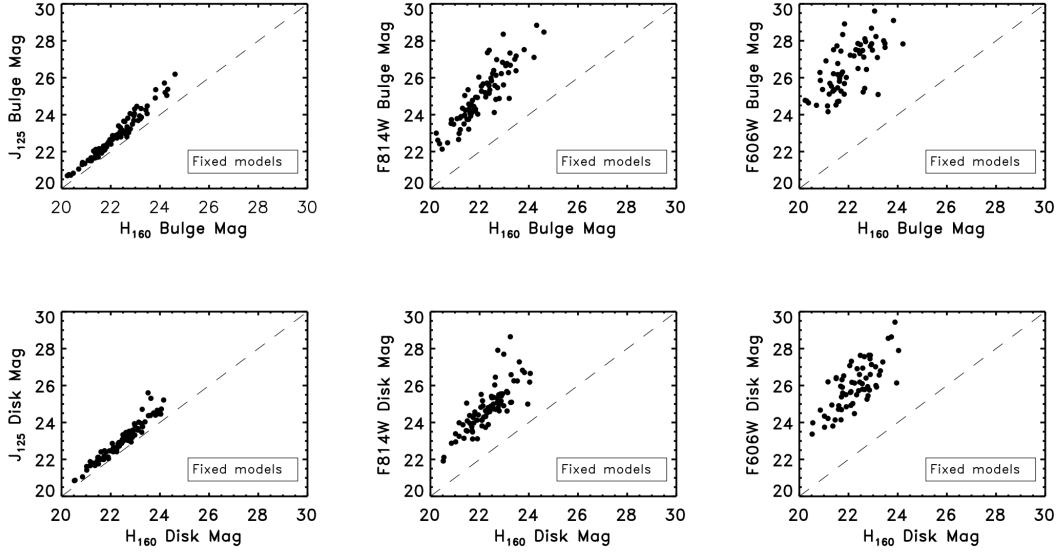 30
28
26
24
22
20
J125 Bulge Mag
Fixed models
20 22 24 26 28 30
H160 Bulge Mag
30
28
26
24
22
20
F814W Bulge Mag
Fixed models
20 22 24 26 28 30
H160 Bulge Mag
30
28
26
24
22
20
F606W Bulge Mag
Fixed models
20 22 24 26 28 30
H160 Bulge Mag
30
28
26
24
22
20
J125 Disk Mag
Fixed models
20 22 24 26 28 30
H160 Disk Mag
30
28
26
24
22
20
F814W Disk Mag
Fixed models
20 22 24 26 28 30
H160 Disk Mag
30
28
26
24
22
20
F606W Disk Mag
Fixed models
20 22 24 26 28 30
H160 Disk Mag